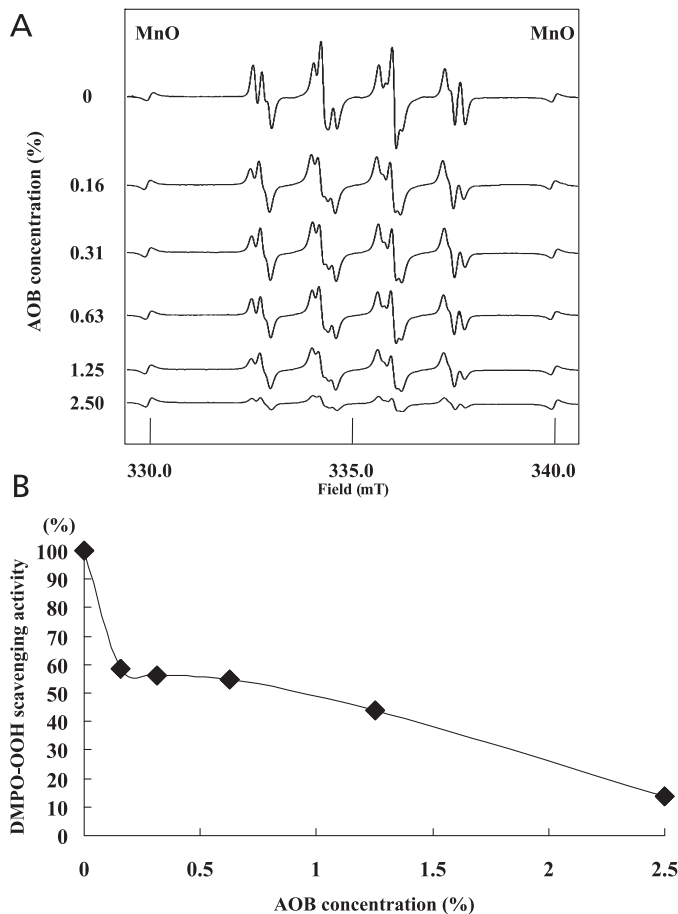 A
MnO MnO
AOB concentration (%)
0
0.16
0.31
0.63
1.25
2.50
330.0 335.0 340.0
Field (mT)
B
(%)
DMPO-OOH scavenging activity
100
90
80
70
60
50
40
30
20
10
0
0 0.5 1 1.5 2 2.5
AOB concentration (%)